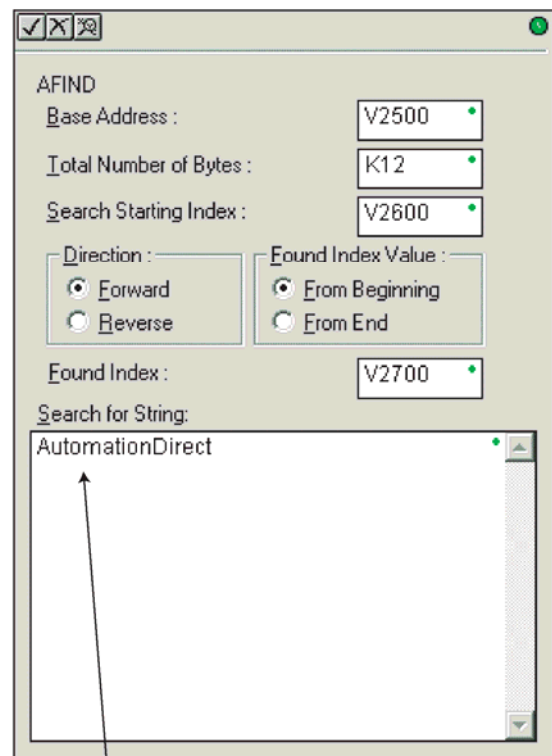 AFIND
Base Address : V2500
Total Number of Bytes : K12
Search Starting Index : V2600
Direction : Found Index Value :
Forward From Beginning
Reverse From End
Found Index : V2700
Search for String:
AutomationDirect